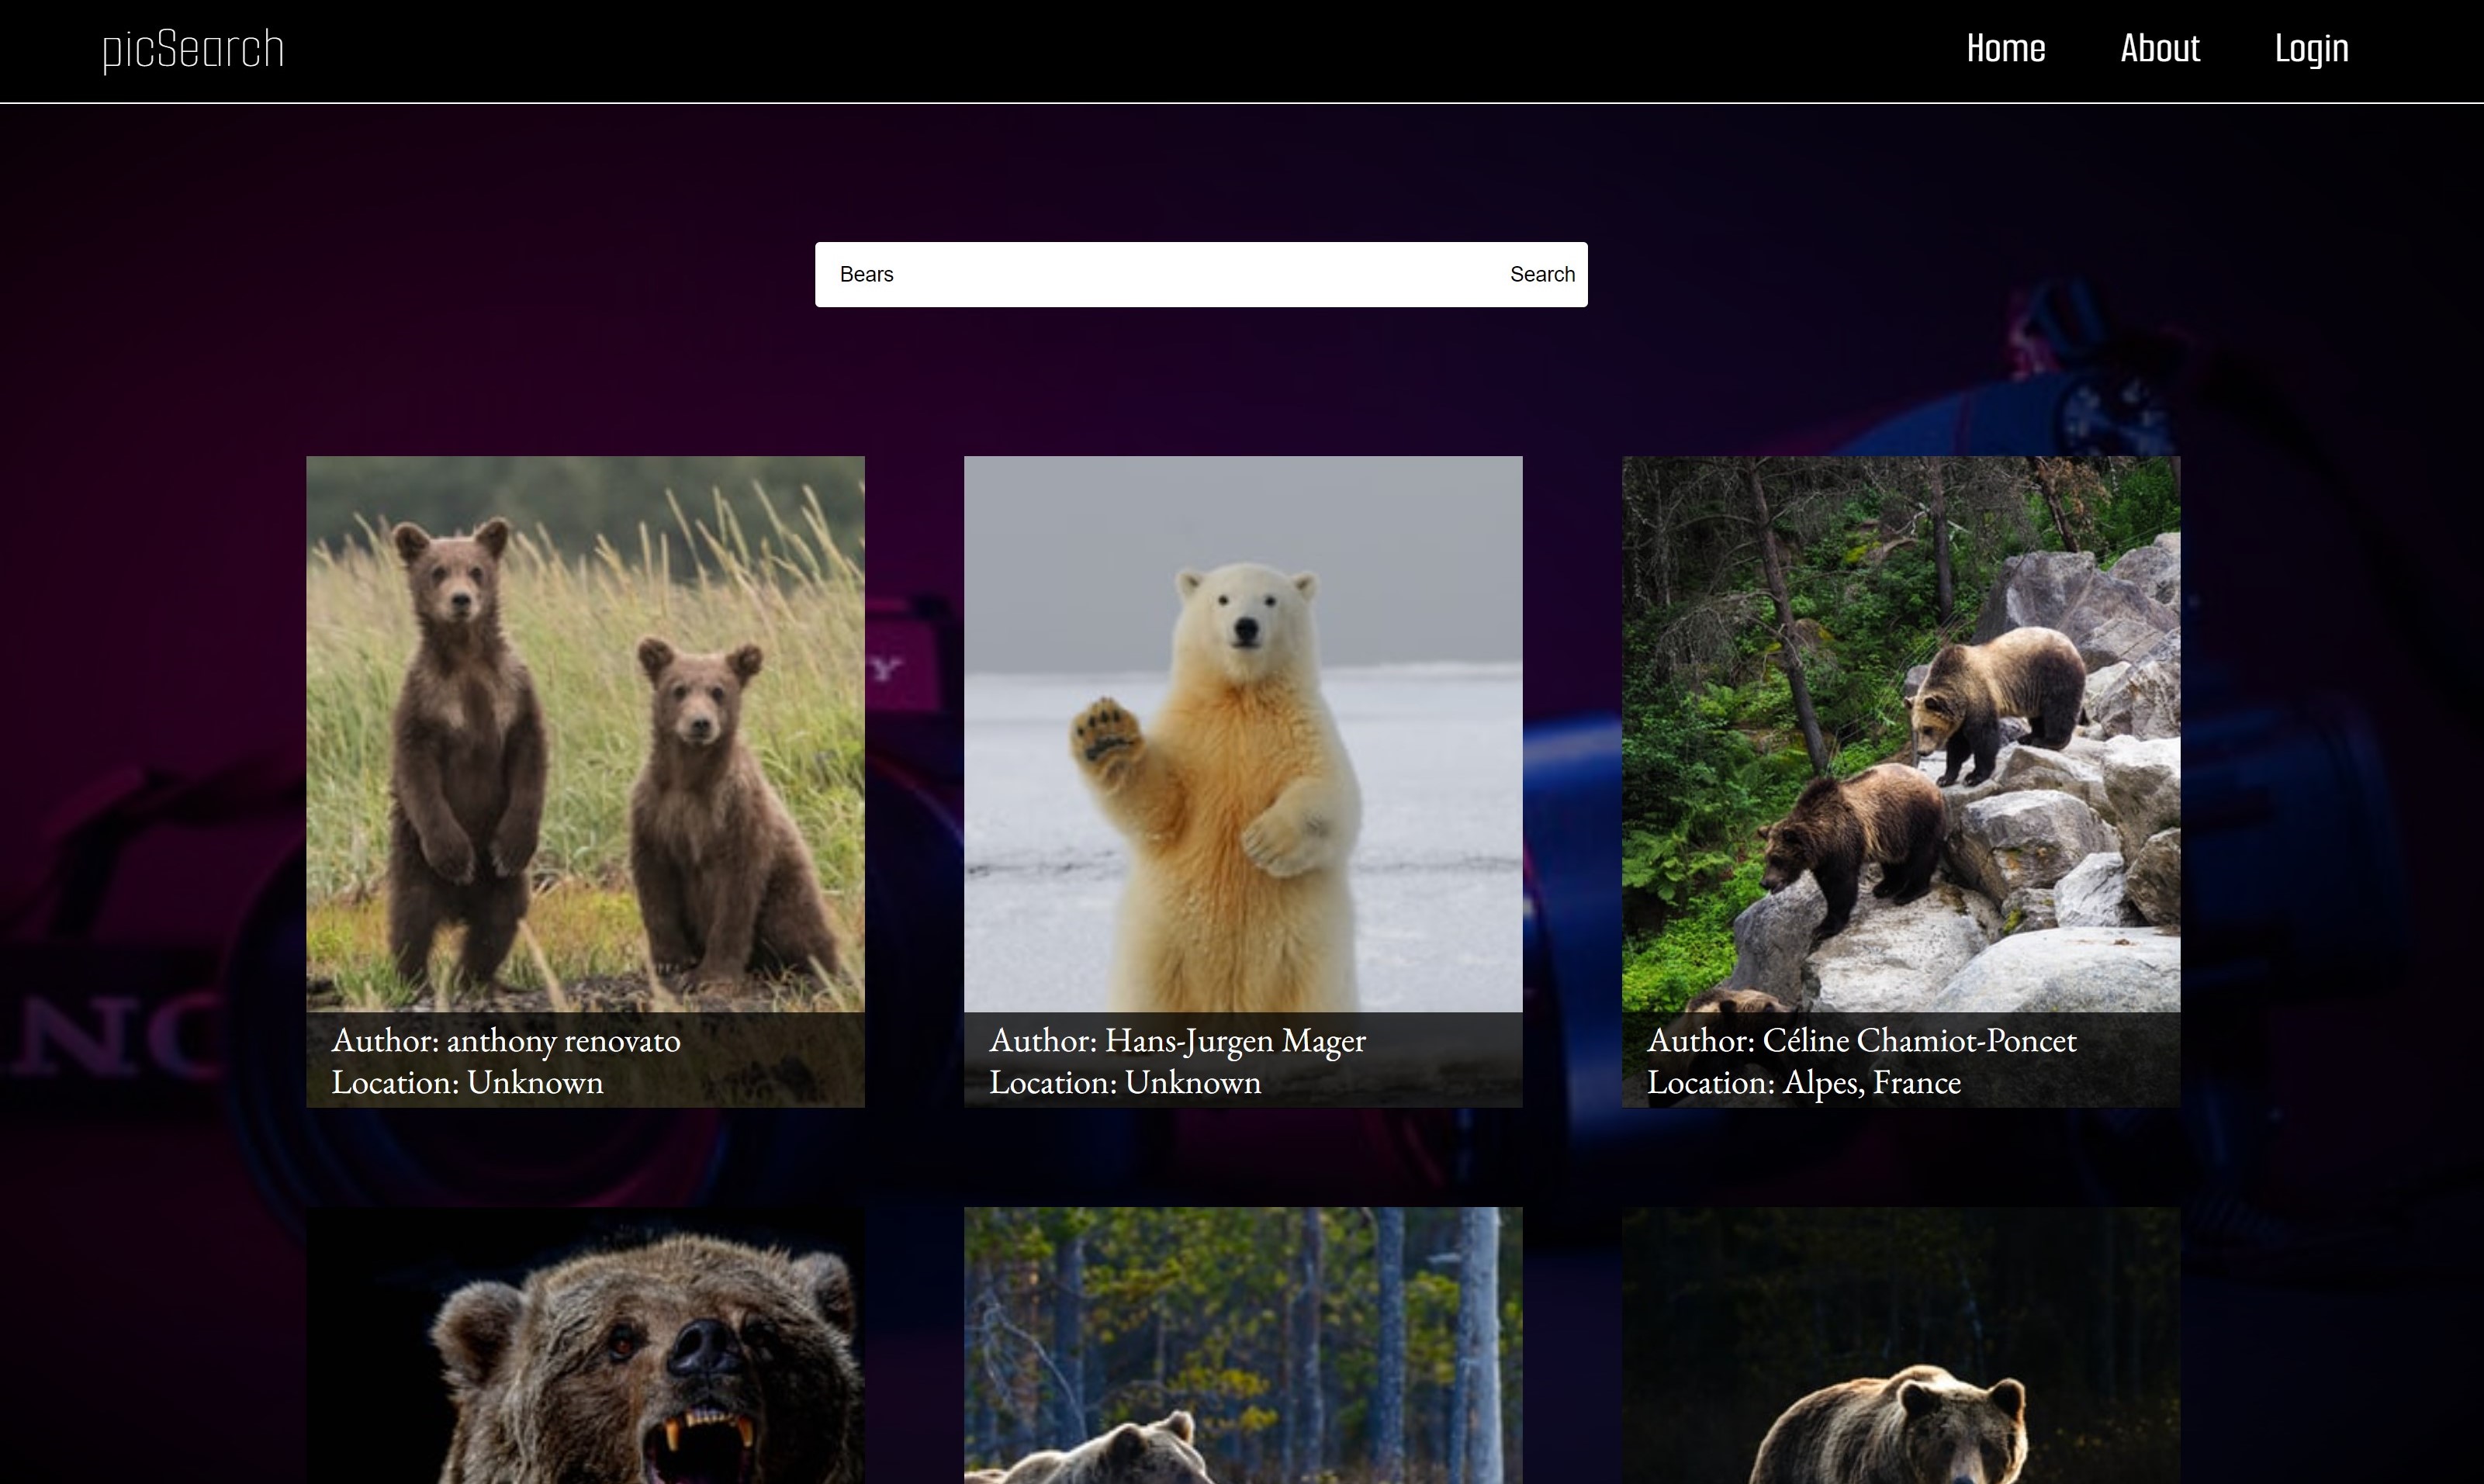 picSearch
Home About Login
Bears Search
Y
Author: anthony renovato
Location: Unknown
Author: Hans-Jurgen Mager
Location: Unknown
Author: Céline Chamiot-Poncet
Location: Alpes, France